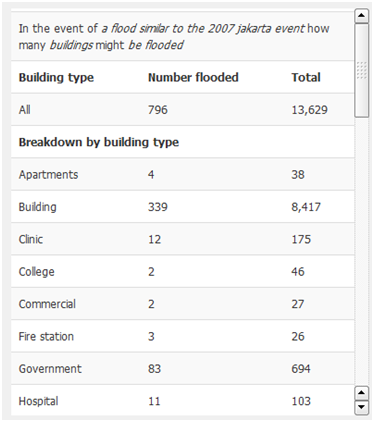 In the event of a flood similar to the 2007 jakarta event how
many buildings might be flooded
Building type Number flooded Total
All 796 13,629
Breakdown by building type
Apartments 4 38
Building 339 8,417
Clinic 12 175
College 2 46
Commercial 2 27
Fire station 3 26
Government 83 694
Hospital 11 103